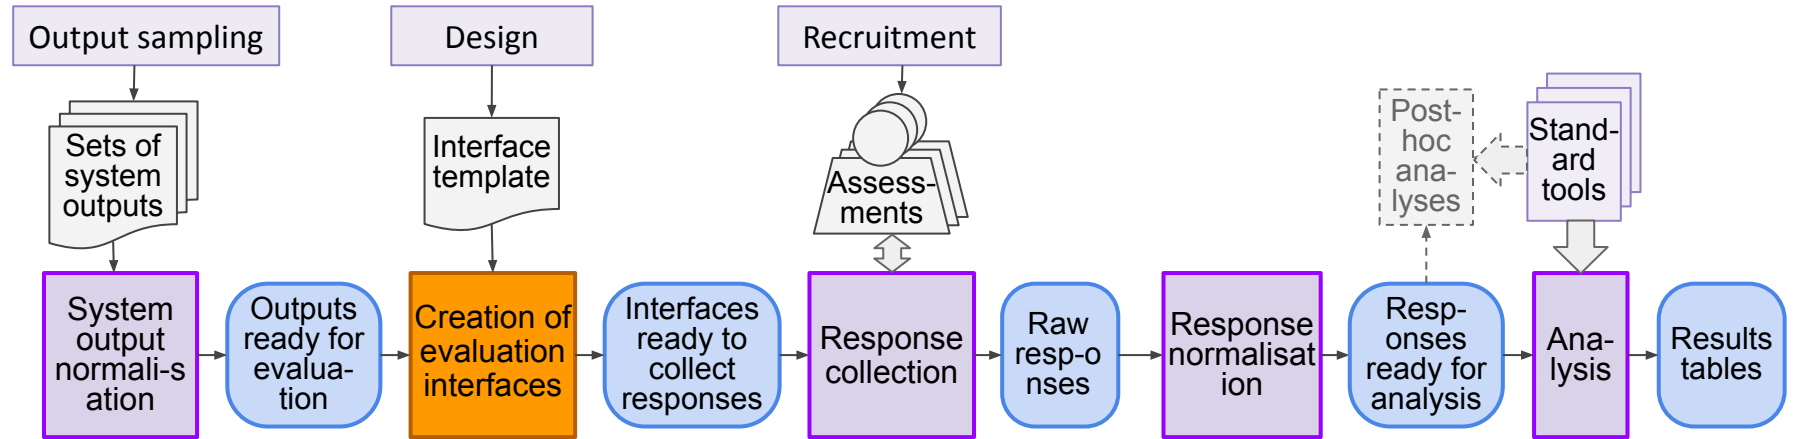 Output sampling
Design
Recruitment
Sets of
system
outputs
Interface
template
Assess-
ments
Post-
hoc
ana-
lyses
Stand-
ard
tools
System
output
normali-s
ation
Outputs
ready for
evalua-
tion
Creation of
evaluation
interfaces
Interfaces
ready to
collect
responses
Response
collection
Raw
resp-o
nses
Response
normalisat
ion
Resp-
onses
ready for
analysis
Ana-
lysis
Results
tables